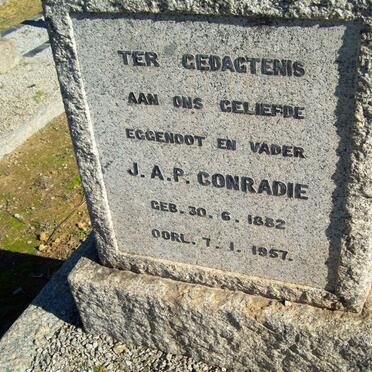 TER GEDAGTENIS
AAN ONS GELIEFDE
EGGENOOT EN VADER
J.A.P. CONRADIE
GEB. 30.6.1882
OORL. 7.1.1957.